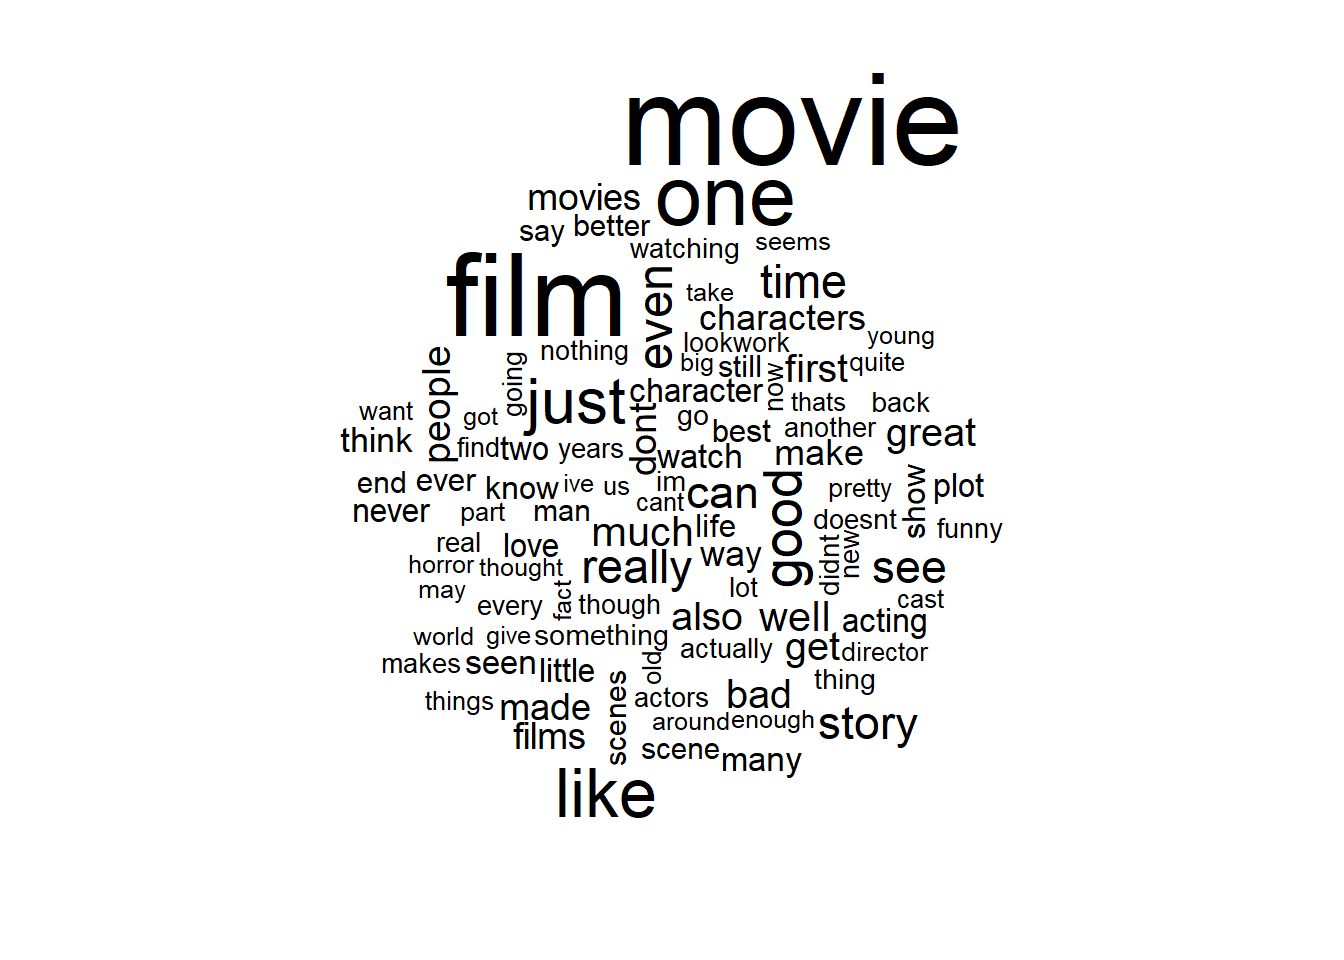 movie
movies one
say better
watching seems
film even take time
characters
nothing lookwork young
people going big still now first quite
just character
want got dont go thats back
think find two years best another great
watch make
end ever know ive us im can good pretty show plot
never part man cant
much life doesnt funny
real love way didnt new
horror thought really see
may lot
every fact though cast
also well acting
world give something
makes seen little old actually get director
things made scenes actors bad thing
films around enough story
scene many
like